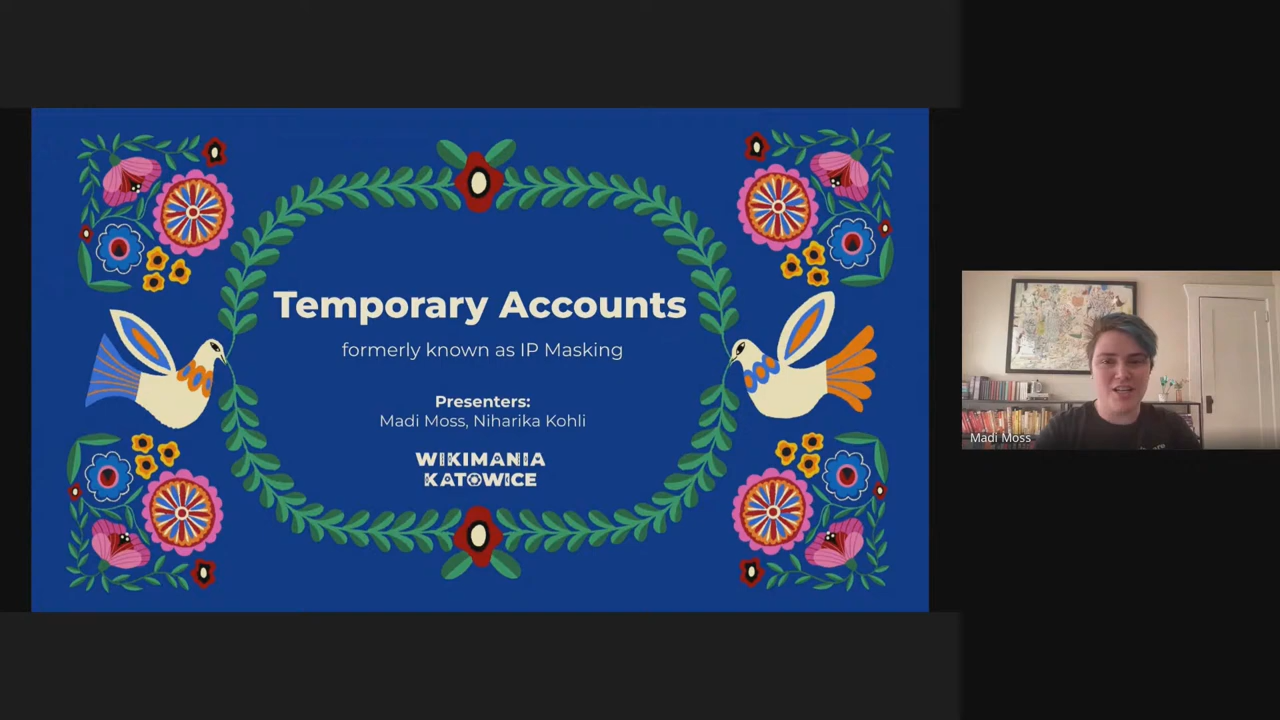 Temporary Accounts
formerly known as IP Masking
Presenters:
Madi Moss, Niharika Kohli
WIKIMANIA
KATOWICE
Madi Moss